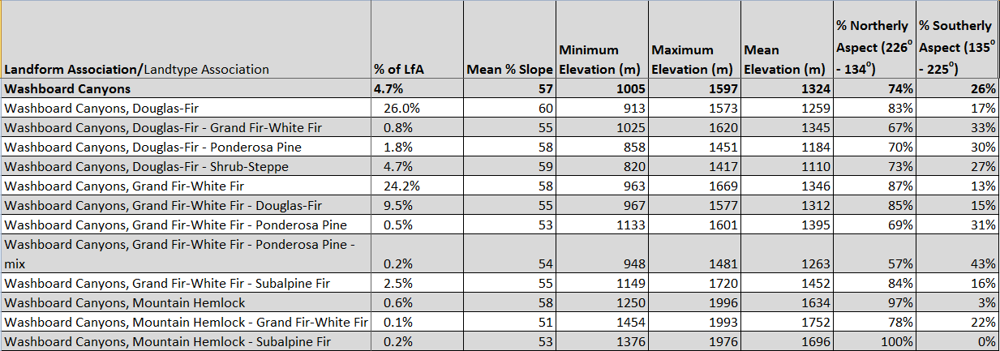 Landform Association/Landtype Association | % of LfA | Mean % Slope | Minimum Elevation (m) | Maximum Elevation (m) | Mean Elevation (m) | % Northerly Aspect (226° - 134°) | % Southerly Aspect (135° - 225°)
Washboard Canyons | 4.7% | 57 | 1005 | 1597 | 1324 | 74% | 26%
Washboard Canyons, Douglas-Fir | 26.0% | 60 | 913 | 1573 | 1259 | 83% | 17%
Washboard Canyons, Douglas-Fir - Grand Fir-White Fir | 0.8% | 55 | 1025 | 1620 | 1345 | 67% | 33%
Washboard Canyons, Douglas-Fir - Ponderosa Pine | 1.8% | 58 | 858 | 1451 | 1184 | 70% | 30%
Washboard Canyons, Douglas-Fir - Shrub-Steppe | 4.7% | 59 | 820 | 1417 | 1110 | 73% | 27%
Washboard Canyons, Grand Fir-White Fir | 24.2% | 58 | 963 | 1669 | 1346 | 87% | 13%
Washboard Canyons, Grand Fir-White Fir - Douglas-Fir | 9.5% | 55 | 967 | 1577 | 1312 | 85% | 15%
Washboard Canyons, Grand Fir-White Fir - Ponderosa Pine | 0.5% | 53 | 1133 | 1601 | 1395 | 69% | 31%
Washboard Canyons, Grand Fir-White Fir - Ponderosa Pine -
mix | 0.2% | 54 | 948 | 1481 | 1263 | 57% | 43%
Washboard Canyons, Grand Fir-White Fir - Subalpine Fir | 2.5% | 55 | 1149 | 1720 | 1452 | 84% | 16%
Washboard Canyons, Mountain Hemlock | 0.6% | 58 | 1250 | 1996 | 1634 | 97% | 3%
Washboard Canyons, Mountain Hemlock - Grand Fir-White Fir | 0.1% | 51 | 1454 | 1993 | 1752 | 78% | 22%
Washboard Canyons, Mountain Hemlock - Subalpine Fir | 0.2% | 53 | 1376 | 1976 | 1696 | 100% | 0%